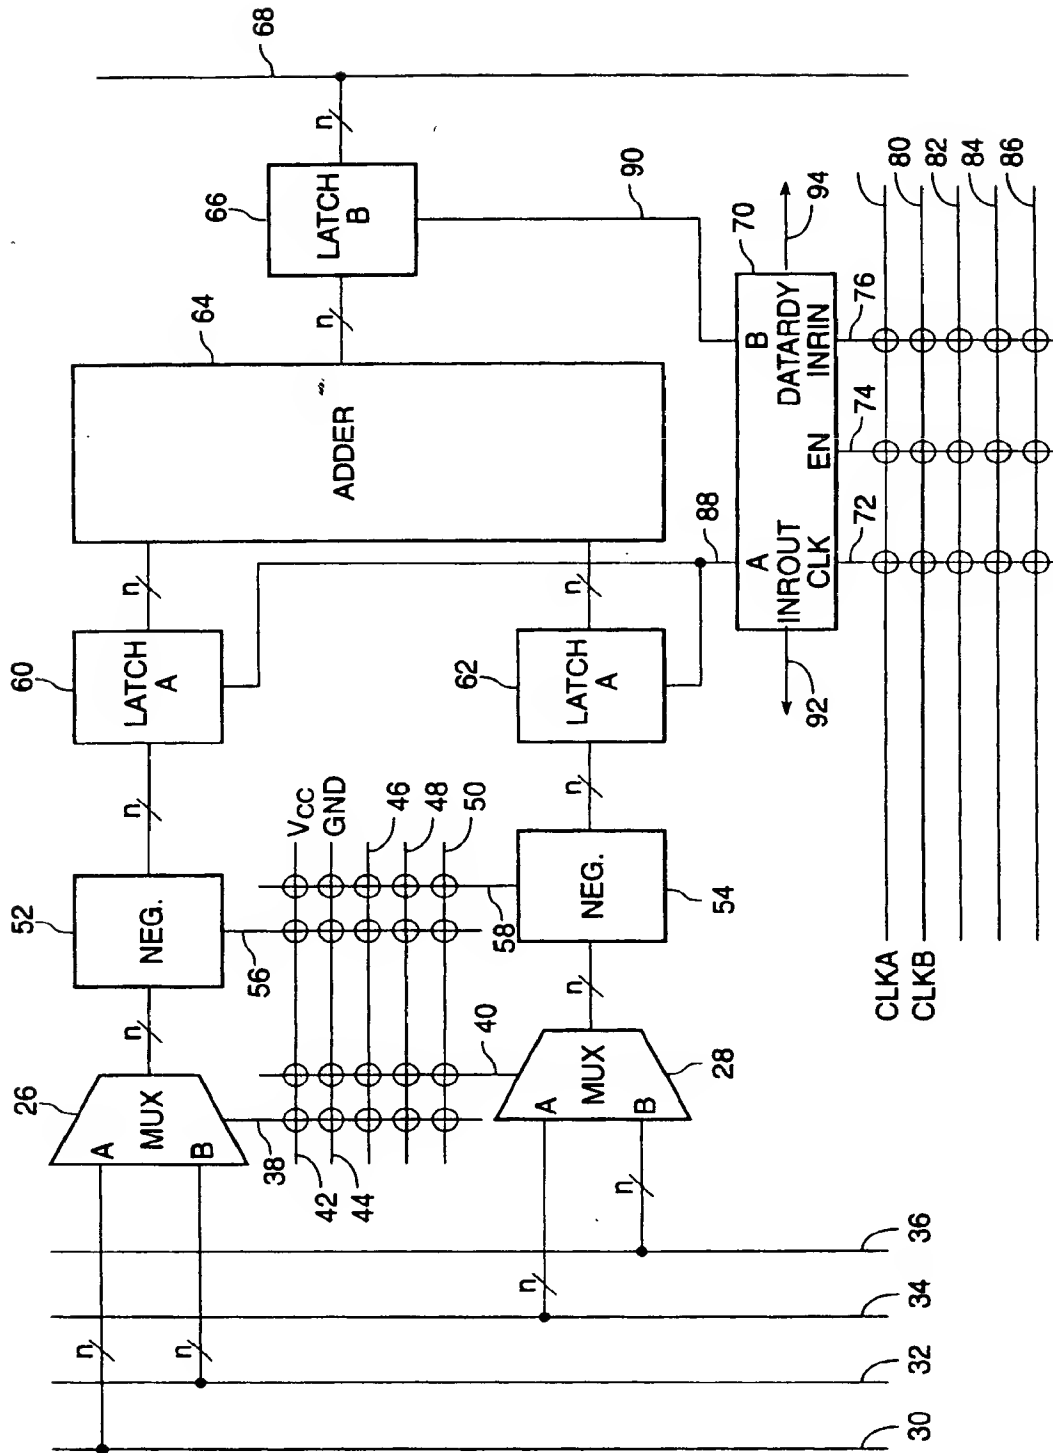 68
n
66
LATCH
B
90
n
64
ADDER
70
94
B
DATARDY
INRIN
A
INROUT
EN
CLK
92
88
76
74
72
80
82
84
86
CLKA
CLKB
n
n
60
LATCH
A
62
LATCH
A
n
n
52
NEG.
56
VCC
GND
46
48
50
58
NEG.
54
n
n
26
A
MUX
B
38
42
44
40
A
MUX
B
28
n
n
n
n
36
34
32
30